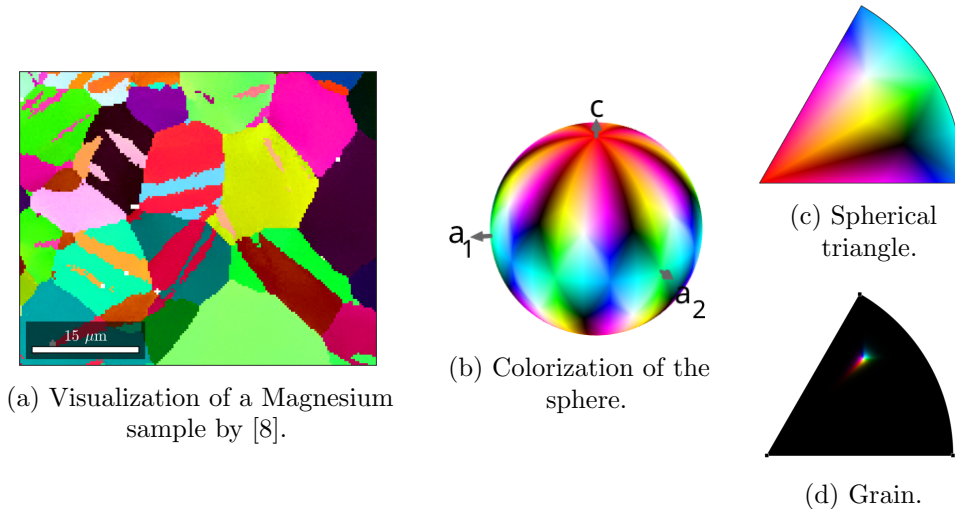 15 μm
(a) Visualization of a Magnesium
sample by [8].
c
a1
a2
(b) Colorization of the
sphere.
(c) Spherical
triangle.
(d) Grain.